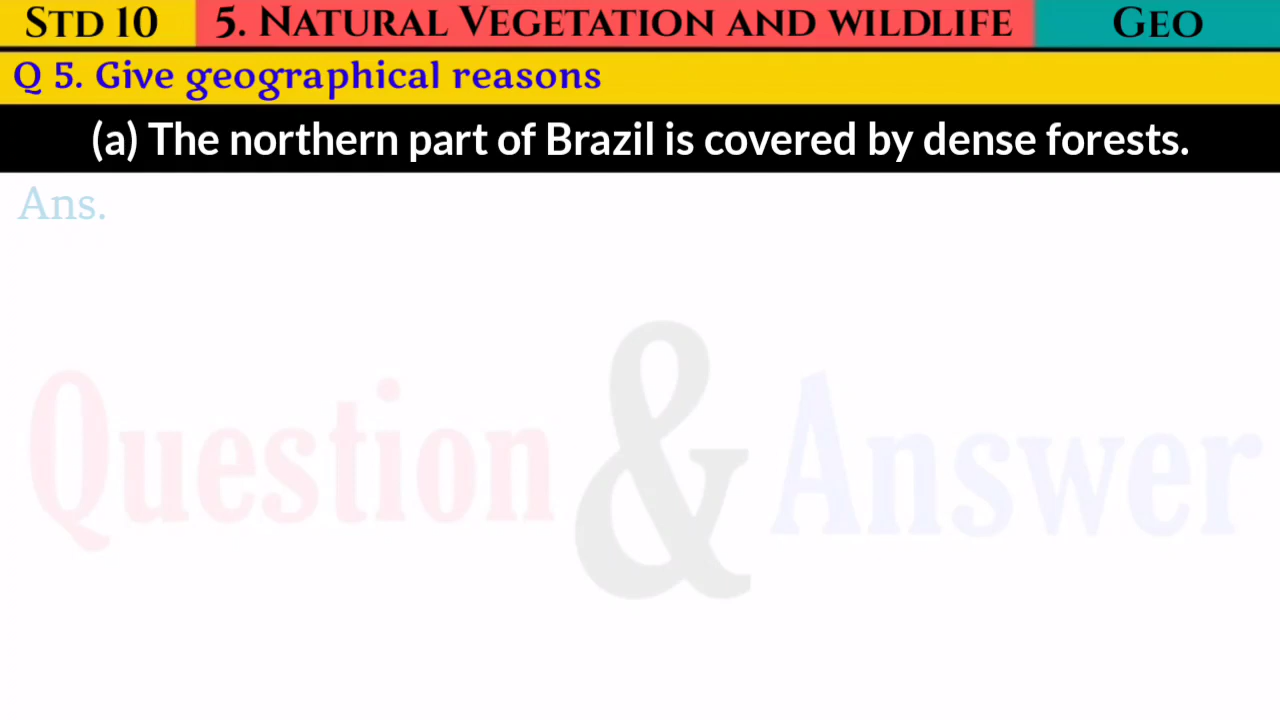 STD 10 5. NATURAL VEGETATION AND WILDLIFE GEO
Q 5. Give geographical reasons
(a) The northern part of Brazil is covered by dense forests.
Ans.
Question & Answer